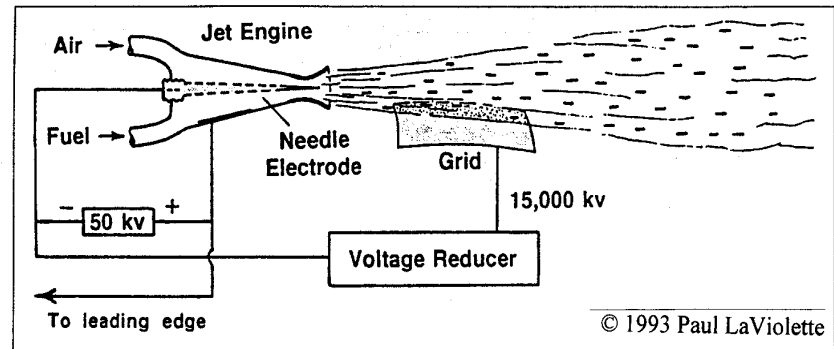 Jet Engine
Air
Fuel
Needle
Electrode
Grid
15,000 kv
− 50 kv +
Voltage Reducer
To leading edge
© 1993 Paul LaViolette